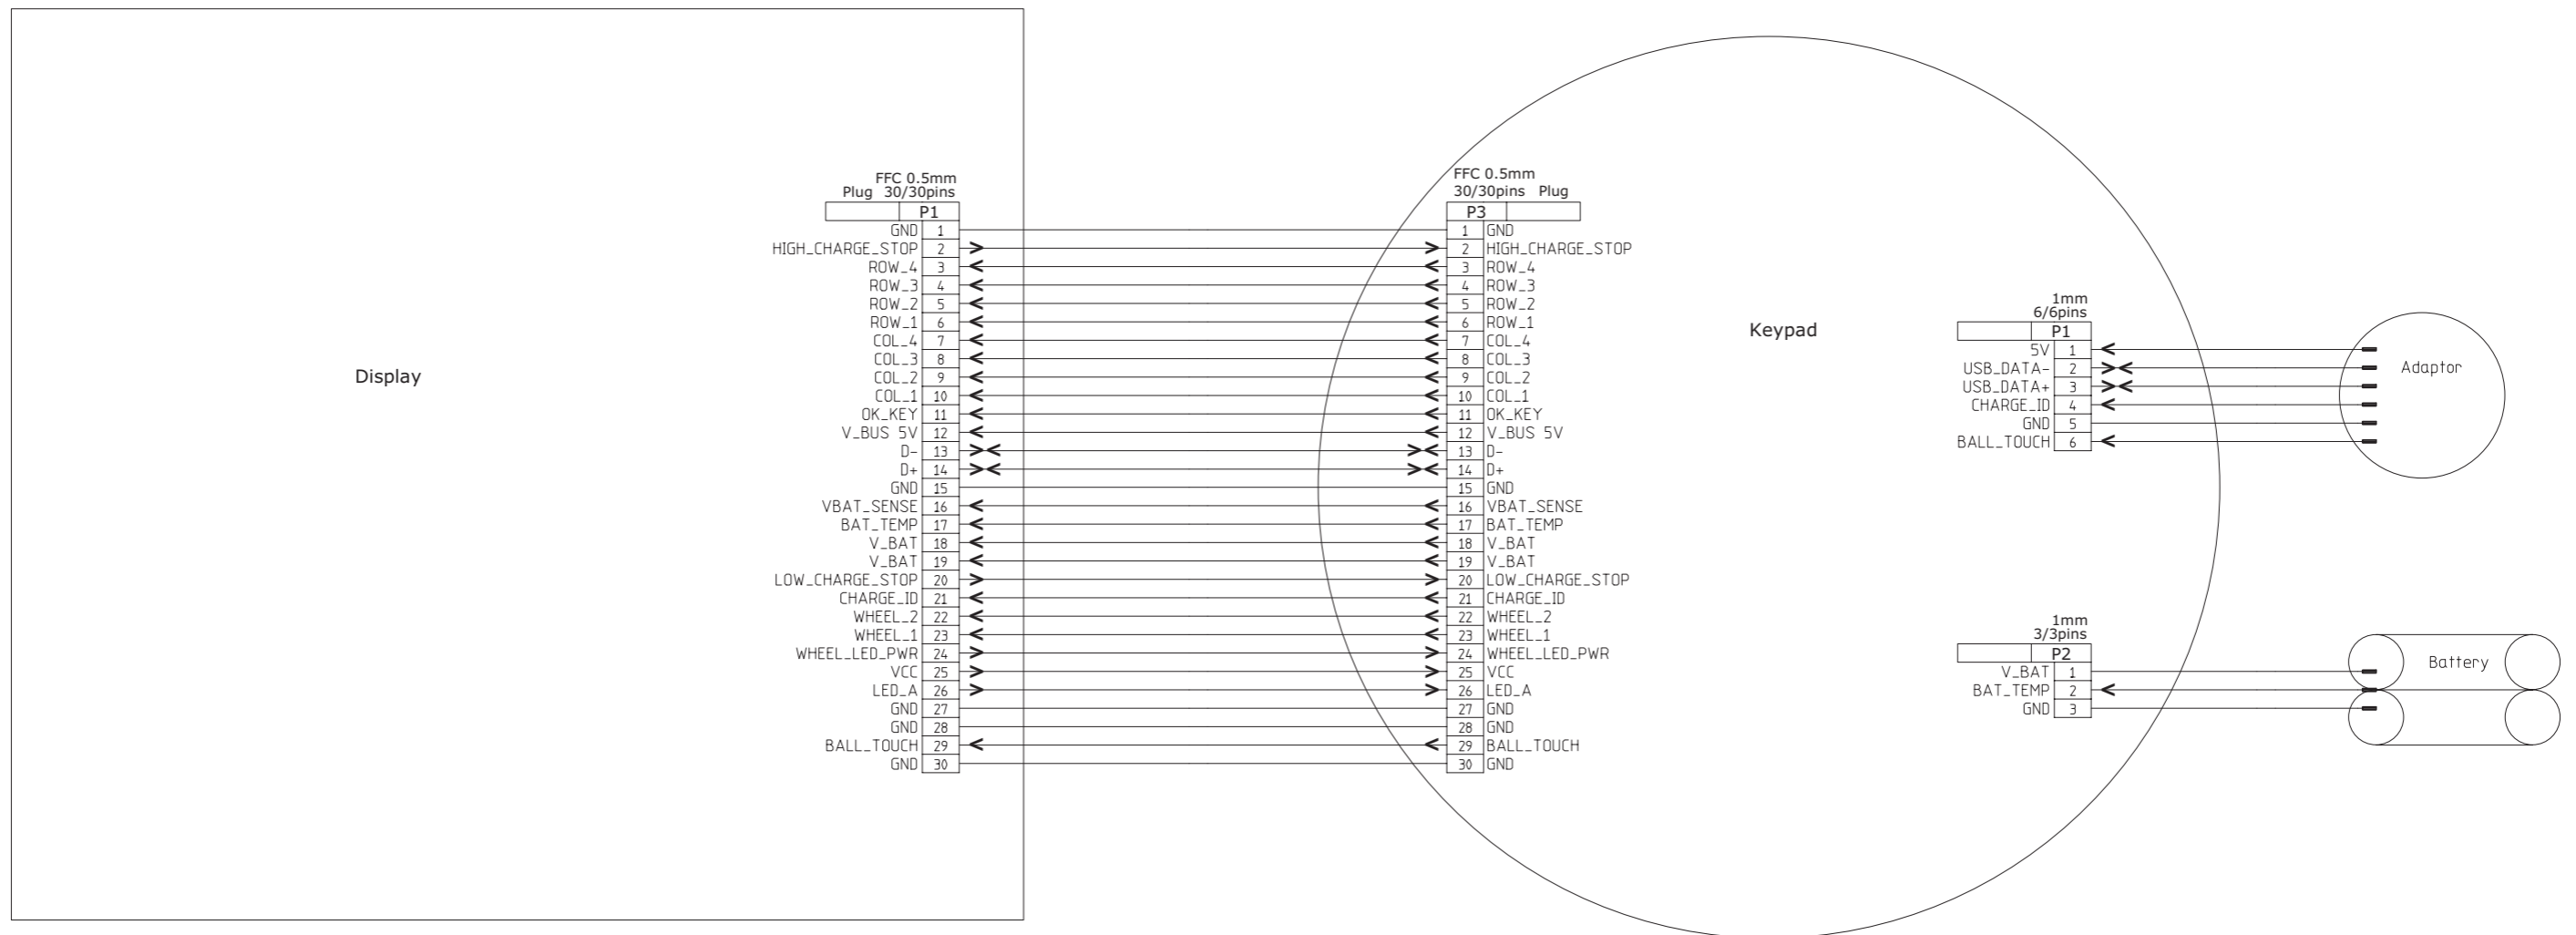 Display
FFC 0.5mm
Plug 30/30pins
P1
GND 1
HIGH_CHARGE_STOP 2
ROW_4 3
ROW_3 4
ROW_2 5
ROW_1 6
COL_4 7
COL_3 8
COL_2 9
COL_1 10
OK_KEY 11
V_BUS 5V 12
D- 13
D+ 14
GND 15
VBAT_SENSE 16
BAT_TEMP 17
V_BAT 18
V_BAT 19
LOW_CHARGE_STOP 20
CHARGE_ID 21
WHEEL_2 22
WHEEL_1 23
WHEEL_LED_PWR 24
VCC 25
LED_A 26
GND 27
GND 28
BALL_TOUCH 29
GND 30
FFC 0.5mm
30/30pins Plug
P3
1 GND
2 HIGH_CHARGE_STOP
3 ROW_4
4 ROW_3
5 ROW_2
6 ROW_1
7 COL_4
8 COL_3
9 COL_2
10 COL_1
11 OK_KEY
12 V_BUS 5V
13 D-
14 D+
15 GND
16 VBAT_SENSE
17 BAT_TEMP
18 V_BAT
19 V_BAT
20 LOW_CHARGE_STOP
21 CHARGE_ID
22 WHEEL_2
23 WHEEL_1
24 WHEEL_LED_PWR
25 VCC
26 LED_A
27 GND
28 GND
29 BALL_TOUCH
30 GND
Keypad
1mm
6/6pins
P1
5V 1
USB_DATA- 2
USB_DATA+ 3
CHARGE_ID 4
GND 5
BALL_TOUCH 6
Adaptor
1mm
3/3pins
P2
V_BAT 1
BAT_TEMP 2
GND 3
Battery